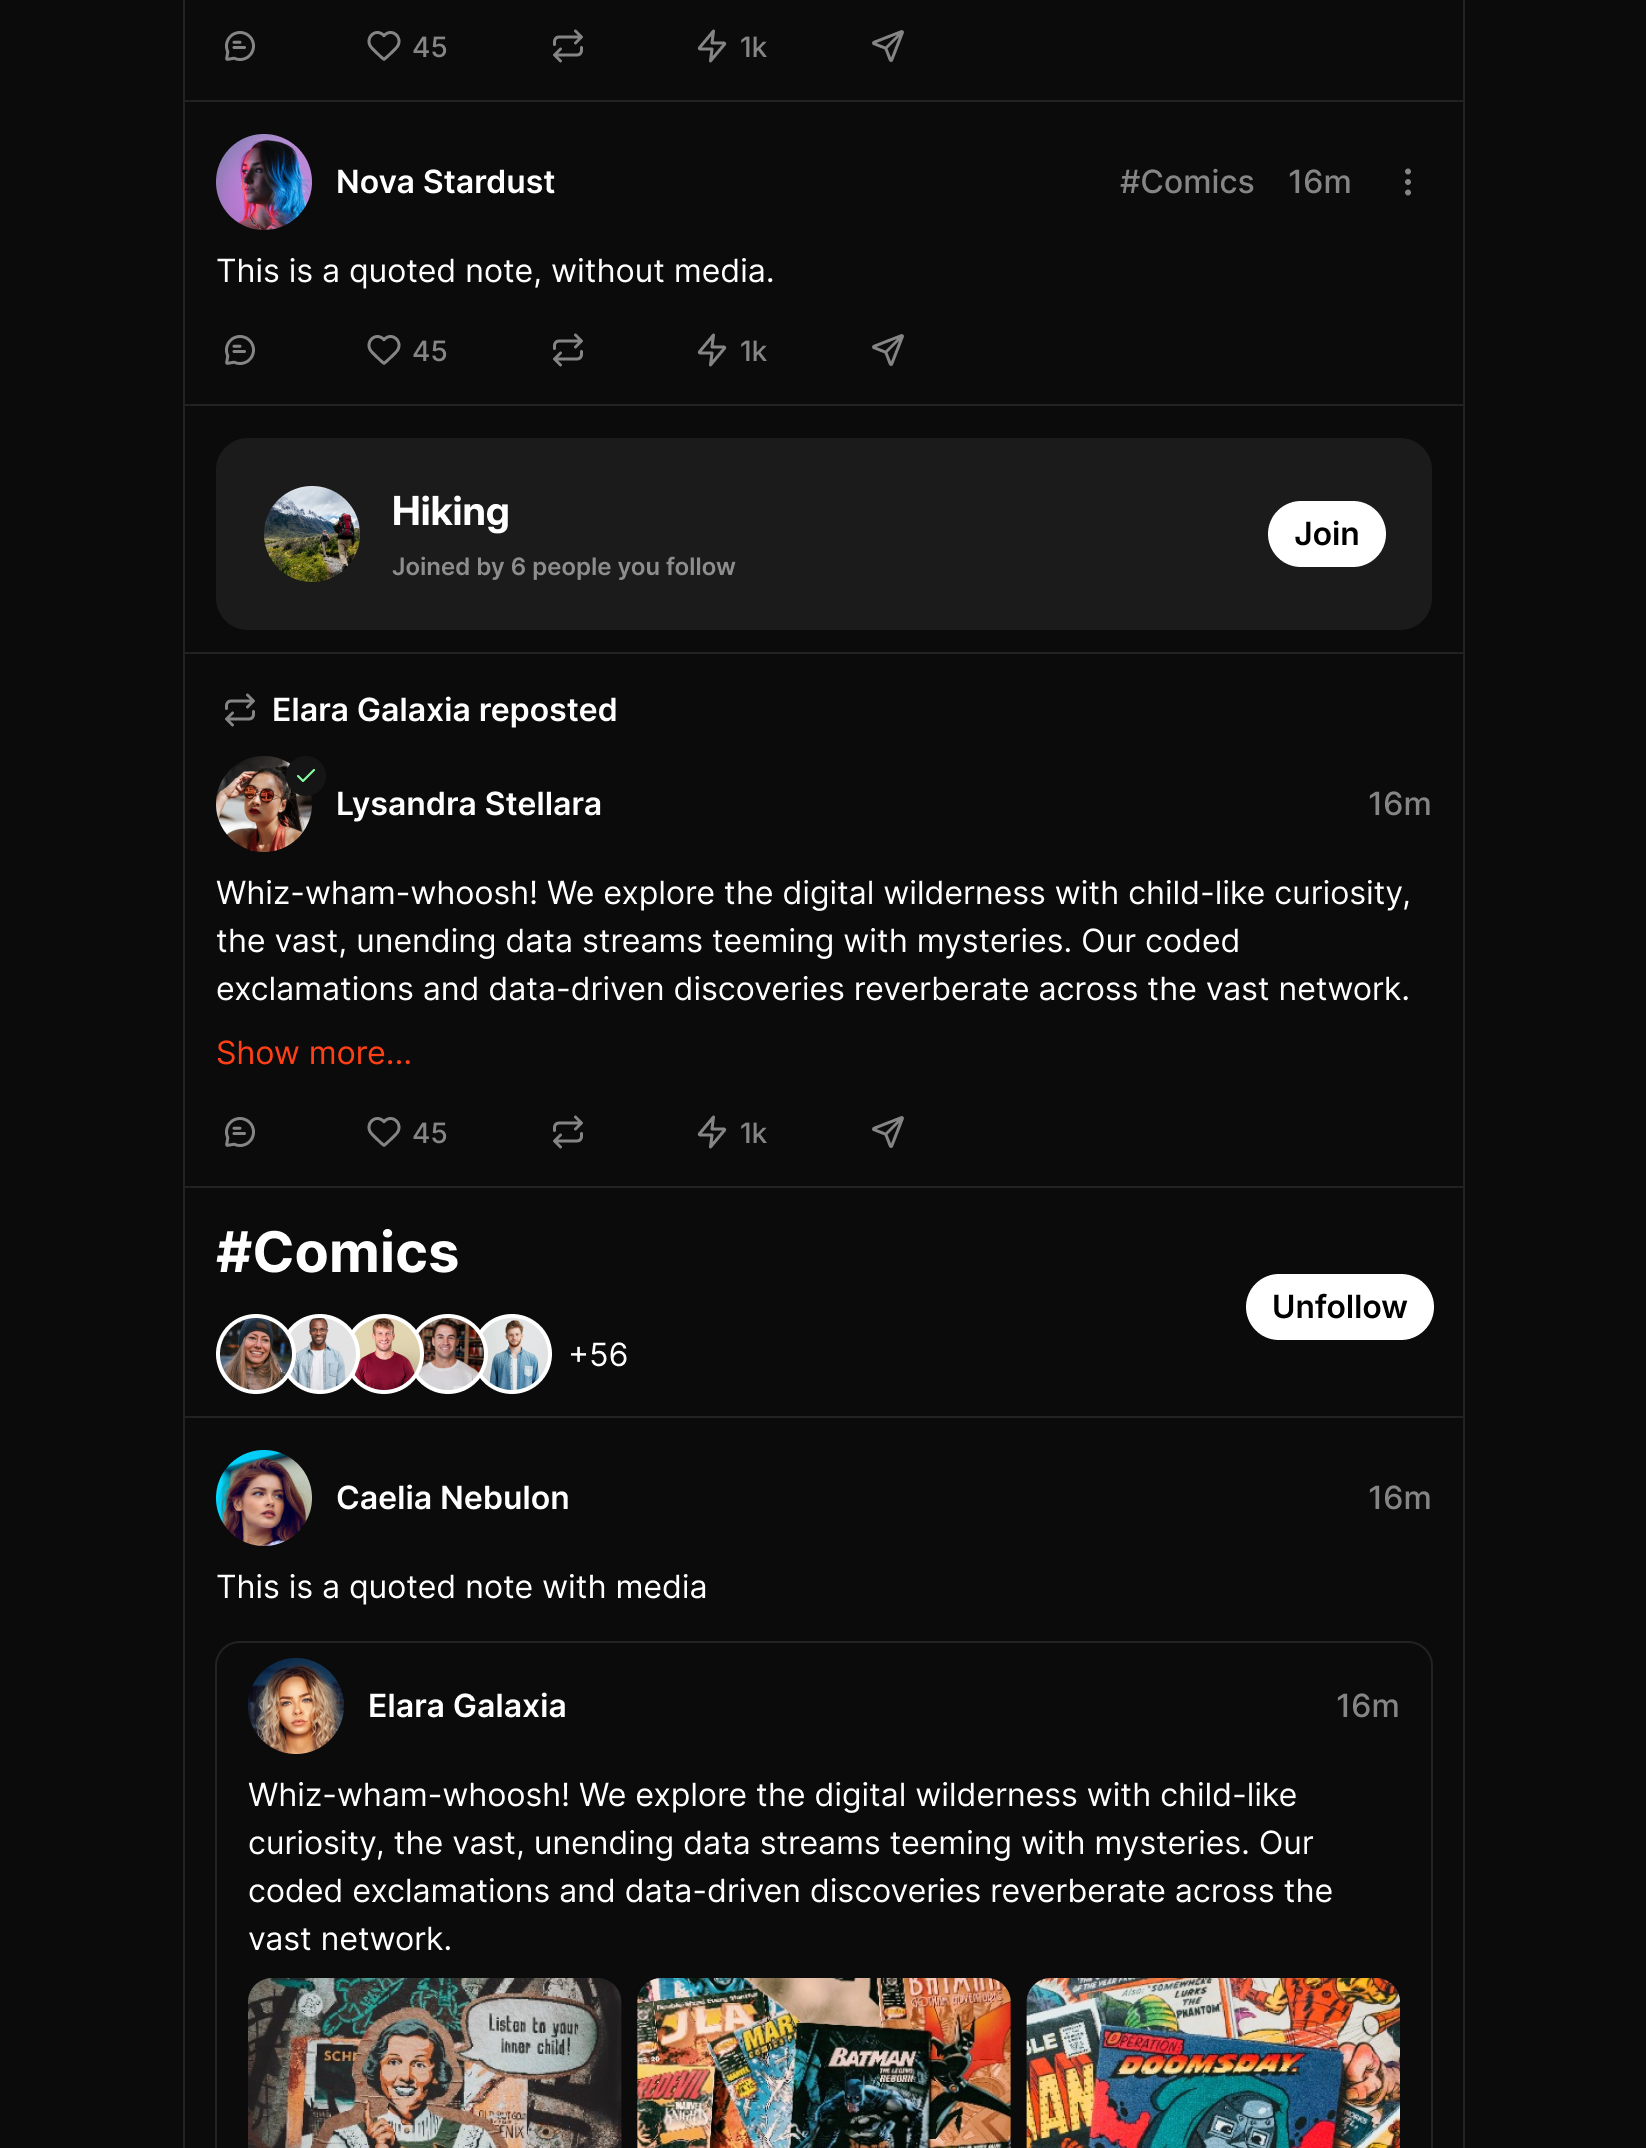 45 1k
Nova Stardust #Comics 16m
This is a quoted note, without media.
45 1k
Hiking
Joined by 6 people you follow
Join
Elara Galaxia reposted
Lysandra Stellara 16m
Whiz-wham-whoosh! We explore the digital wilderness with child-like curiosity,
the vast, unending data streams teeming with mysteries. Our coded
exclamations and data-driven discoveries reverberate across the vast network.
Show more...
45 1k
#Comics
Unfollow
+56
Caelia Nebulon 16m
This is a quoted note with media
Elara Galaxia 16m
Whiz-wham-whoosh! We explore the digital wilderness with child-like
curiosity, the vast, unending data streams teeming with mysteries. Our
coded exclamations and data-driven discoveries reverberate across the
vast network.
Listen to your
inner child!
JLA
MAR
BATMAN
REBORN
ALSO: "SOMEWHERE
LURKS
THE
PHANTOM"
OPERATION:
DOOMSDAY.